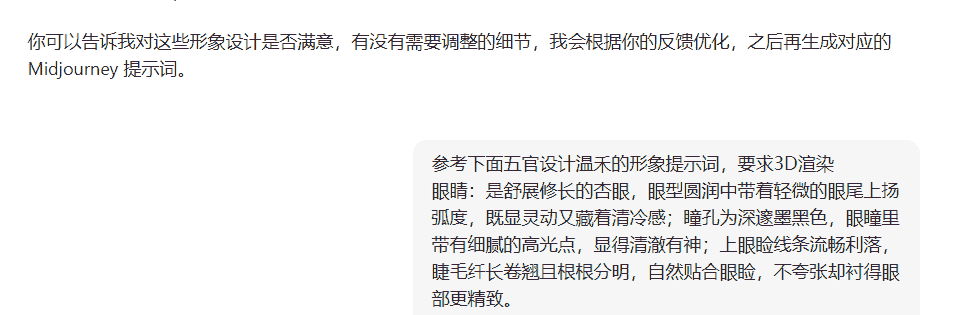 你可以告诉我对这些形象设计是否满意，有没有需要调整的细节，我会根据你的反馈优化，之后再生成对应的
Midjourney 提示词。
参考下面五官设计温禾的形象提示词，要求3D渲染
眼睛：是舒展修长的杏眼，眼型圆润中带着轻微的眼尾上扬
弧度，既显灵动又藏着清冷感；瞳孔为深邃墨黑色，眼瞳里
带有细腻的高光点，显得清澈有神；上眼睑线条流畅利落，
睫毛纤长卷翘且根根分明，自然贴合眼睑，不夸张却衬得眼
部更精致。